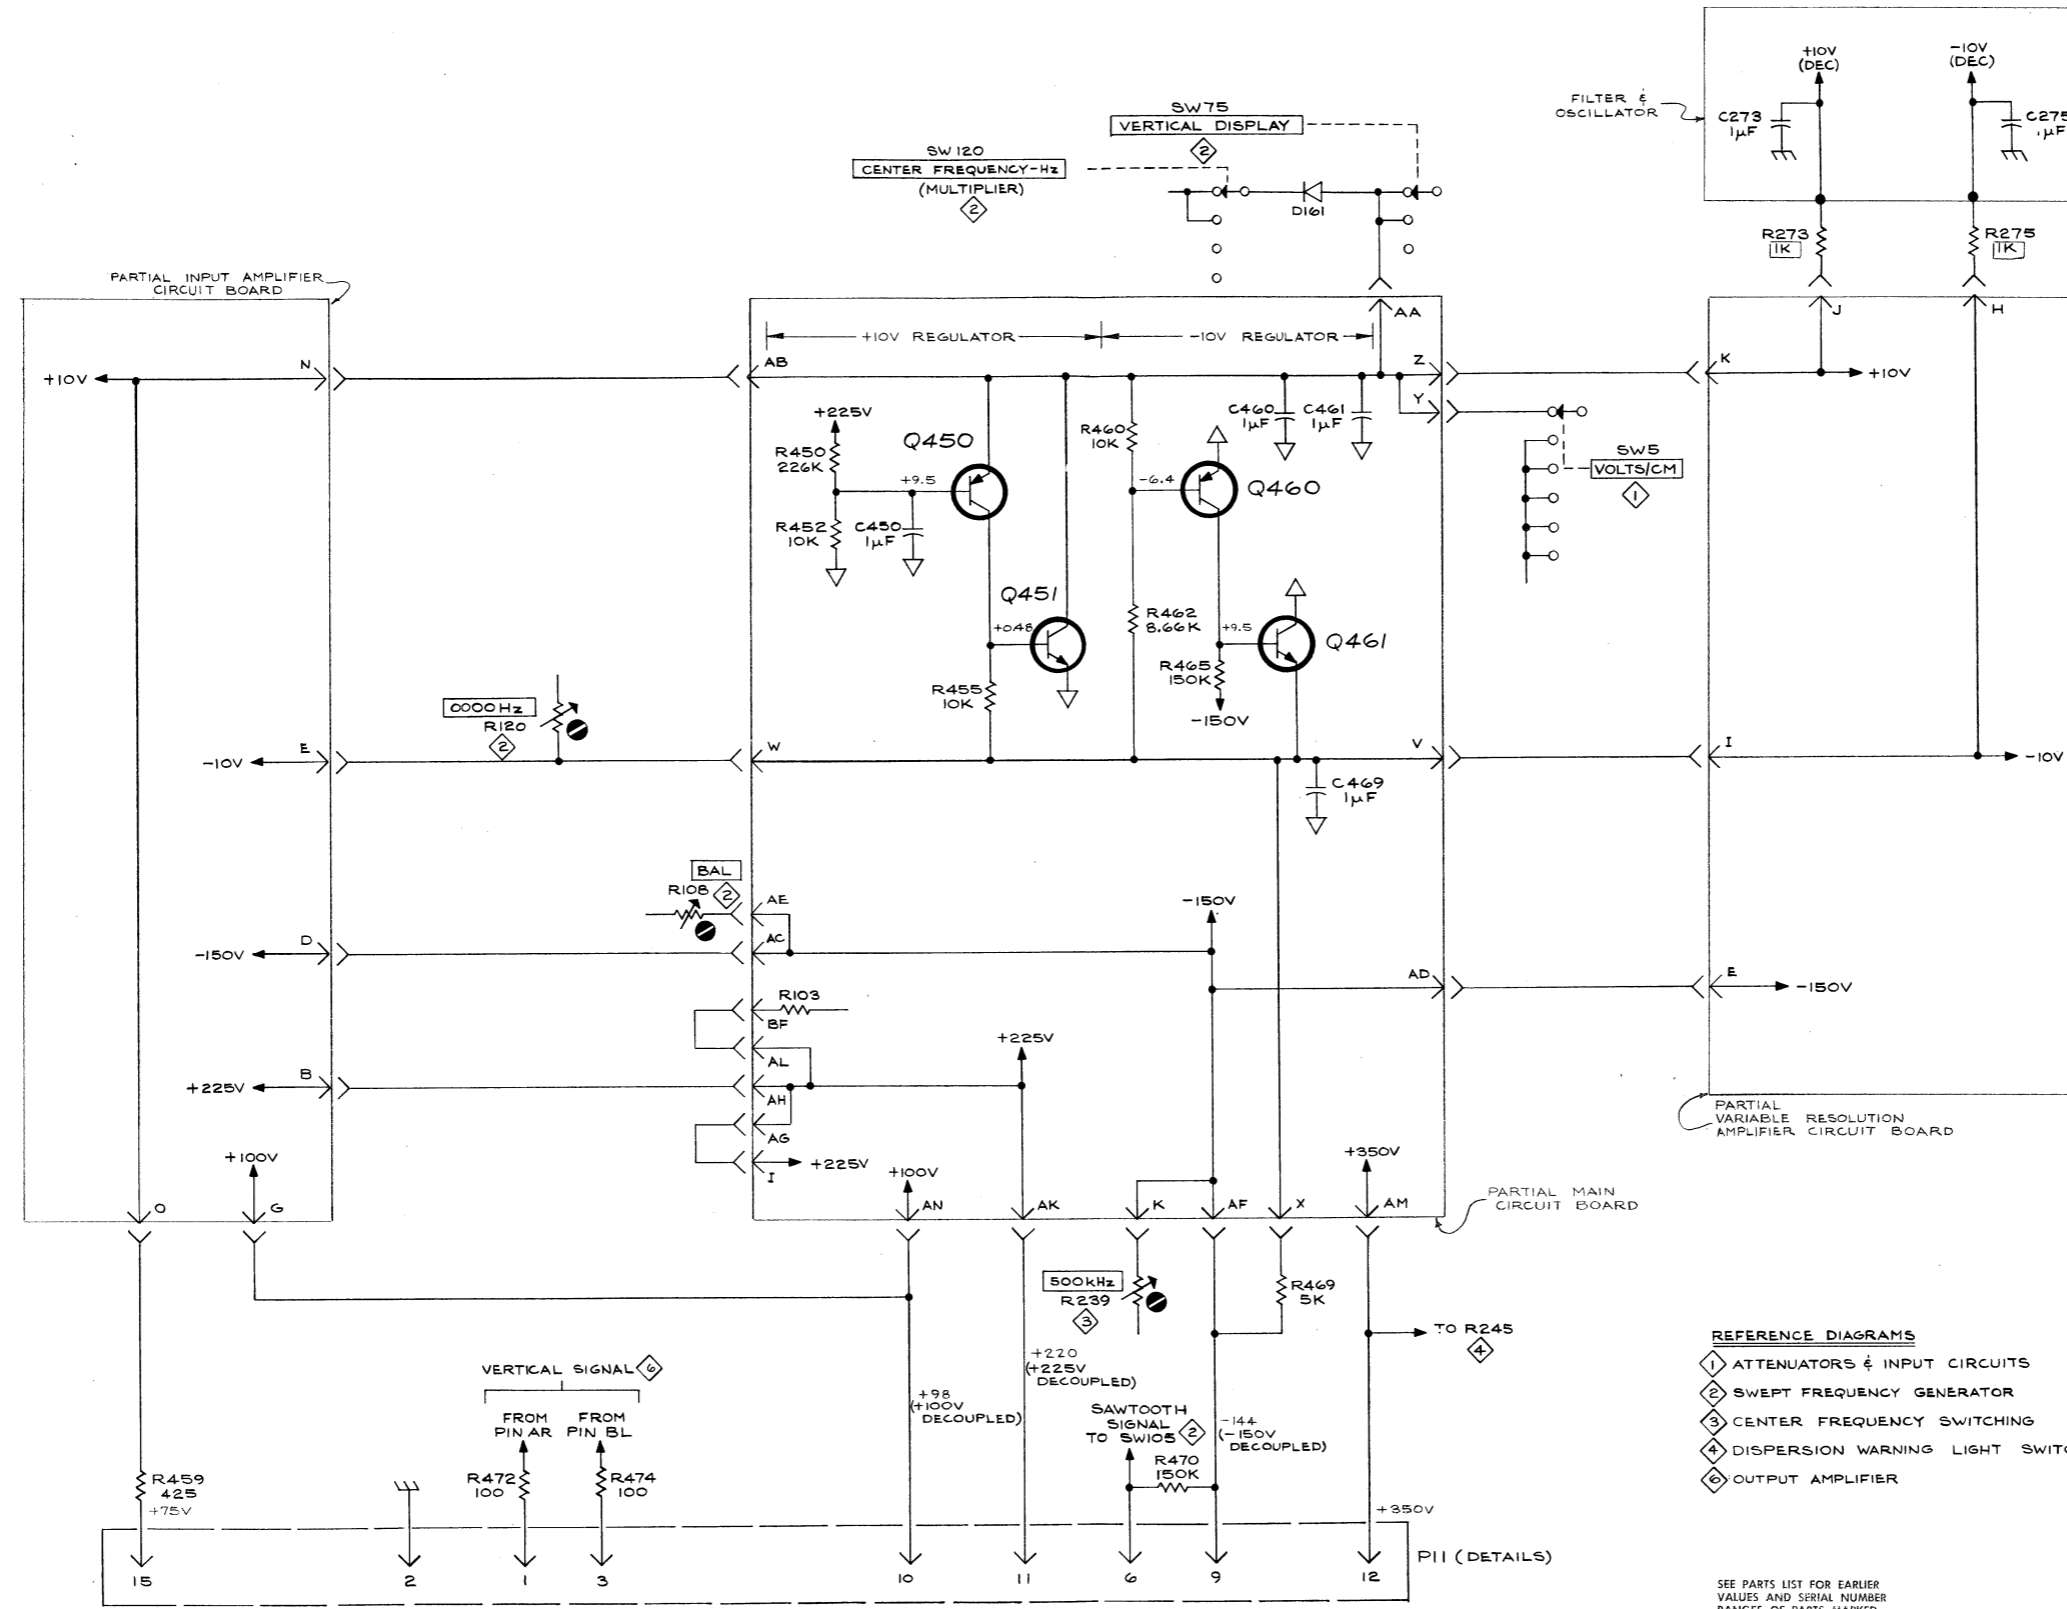 +10V
(DEC)
-10V
(DEC)
FILTER &
OSCILLATOR
C273
1µF
C275
SW75
VERTICAL DISPLAY
2
SW 120
CENTER FREQUENCY-Hz
(MULTIPLIER)
2
D161
R273
1K
R275
1K
PARTIAL INPUT AMPLIFIER
CIRCUIT BOARD
J
H
AA
+10V REGULATOR
-10V REGULATOR
+10V
N
AB
Z
K
+10V
Y
+225V
R450
226K
Q450
+9.5
R460
10K
C460
1µF
C461
1µF
-6.4
Q460
SW5
VOLTS/CM
1
R452
10K
C450
1µF
Q451
+0.48
R462
8.66K
+9.5
Q461
R465
150K
-150V
R455
10K
0000Hz
R120
2
-10V
E
W
V
I
-10V
C469
1µF
BAL
R108
2
AE
-150V
D
AC
-150V
AD
E
-150V
R103
BF
AL
+225V
+225V
B
AH
AG
I
+225V
PARTIAL
VARIABLE RESOLUTION
AMPLIFIER CIRCUIT BOARD
+100V
+100V
+350V
O
G
AN
AK
K
AF
X
AM
PARTIAL MAIN
CIRCUIT BOARD
500kHz
R239
3
R469
5K
TO R245
4
REFERENCE DIAGRAMS
1 ATTENUATORS & INPUT CIRCUITS
2 SWEPT FREQUENCY GENERATOR
3 CENTER FREQUENCY SWITCHING
4 DISPERSION WARNING LIGHT
6 OUTPUT AMPLIFIER
VERTICAL SIGNAL 6
FROM
PIN AR
FROM
PIN BL
+98
(+100V
DECOUPLED)
+220
(+225V
DECOUPLED)
SAWTOOTH
SIGNAL
TO SW105 2
-144
(-150V
DECOUPLED)
R470
150K
R459
425
+75V
R472
100
R474
100
+350V
15
2
1
3
10
11
6
9
12
P11 (DETAILS)
SEE PARTS LIST FOR EARLIER
VALUES AND SERIAL NUMBER
RANGES OF PARTS MARKED